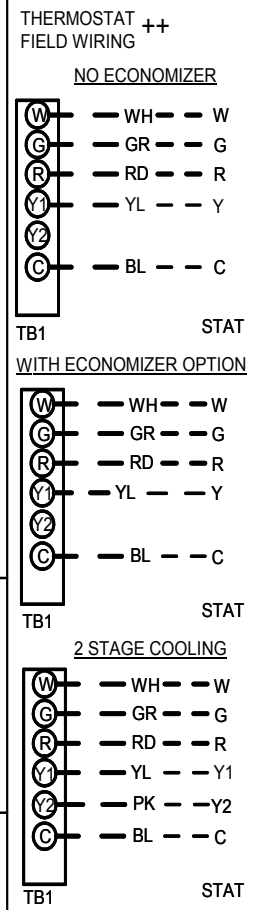 THERMOSTAT ++
FIELD WIRING
NO ECONOMIZER
W WH W
G GR G
R RD R
Y1 YL Y
Y2
C BL C
TB1 STAT
WITH ECONOMIZER OPTION
W WH W
G GR G
R RD R
Y1 YL Y
Y2
C BL C
TB1 STAT
2 STAGE COOLING
W WH W
G GR G
R RD R
Y1 YL Y1
Y2 PK Y2
C BL C
TB1 STAT